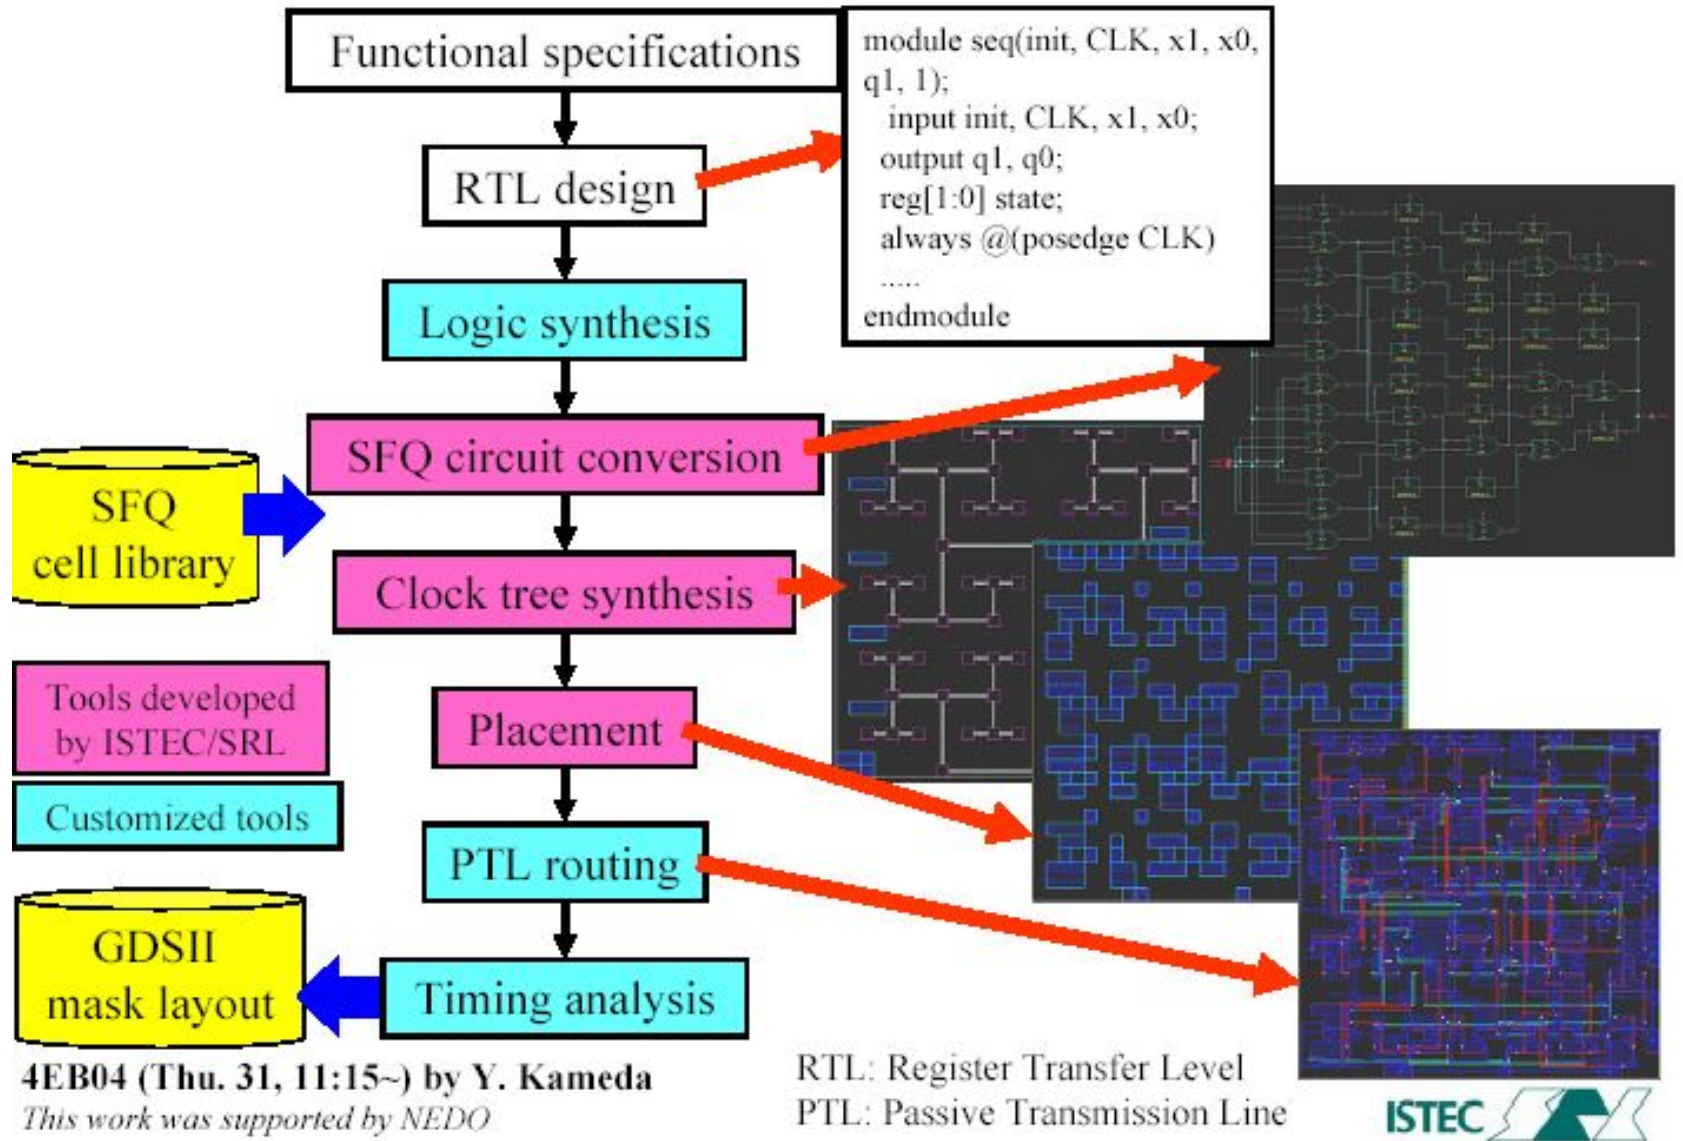 Functional specifications
RTL design
Logic synthesis
SFQ circuit conversion
Clock tree synthesis
Placement
PTL routing
Timing analysis
module seq(init, CLK, x1, x0,
q1, 1);
input init, CLK, x1, x0;
output q1, q0;
reg[1:0] state;
always @(posedge CLK)
.....
endmodule
SFQ
cell library
Tools developed
by ISTEC/SRL
Customized tools
GDSII
mask layout
4EB04 (Thu. 31, 11:15~) by Y. Kameda
This work was supported by NEDO
RTL: Register Transfer Level
PTL: Passive Transmission Line
ISTEC